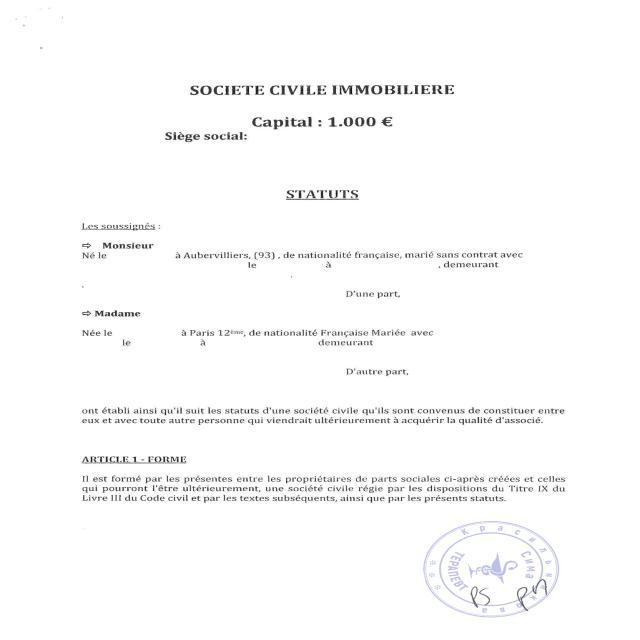 SOCIETE CIVILE IMMOBILIERE
Capital : 1.000 €
Siège social:
STATUTS
Les soussignés :
⇨ Monsieur
Né le à Aubervilliers, (93) , de nationalité française, marié sans contrat avec
le à , demeurant
.
D'une part,
⇨ Madame
Née le à Paris 12ème, de nationalité Française Mariée avec
le à demeurant
D'autre part,
ont établi ainsi qu'il suit les statuts d'une société civile qu'ils sont convenus de constituer entre
eux et avec toute autre personne qui viendrait ultérieurement à acquérir la qualité d'associé.
ARTICLE 1 - FORME
Il est formé par les présentes entre les propriétaires de parts sociales ci-après créées et celles
qui pourront l'être ultérieurement, une société civile régie par les dispositions du Titre IX du
Livre III du Code civil et par les textes subséquents, ainsi que par les présents statuts.
ТЕРАПЕВТ
Сима
PS